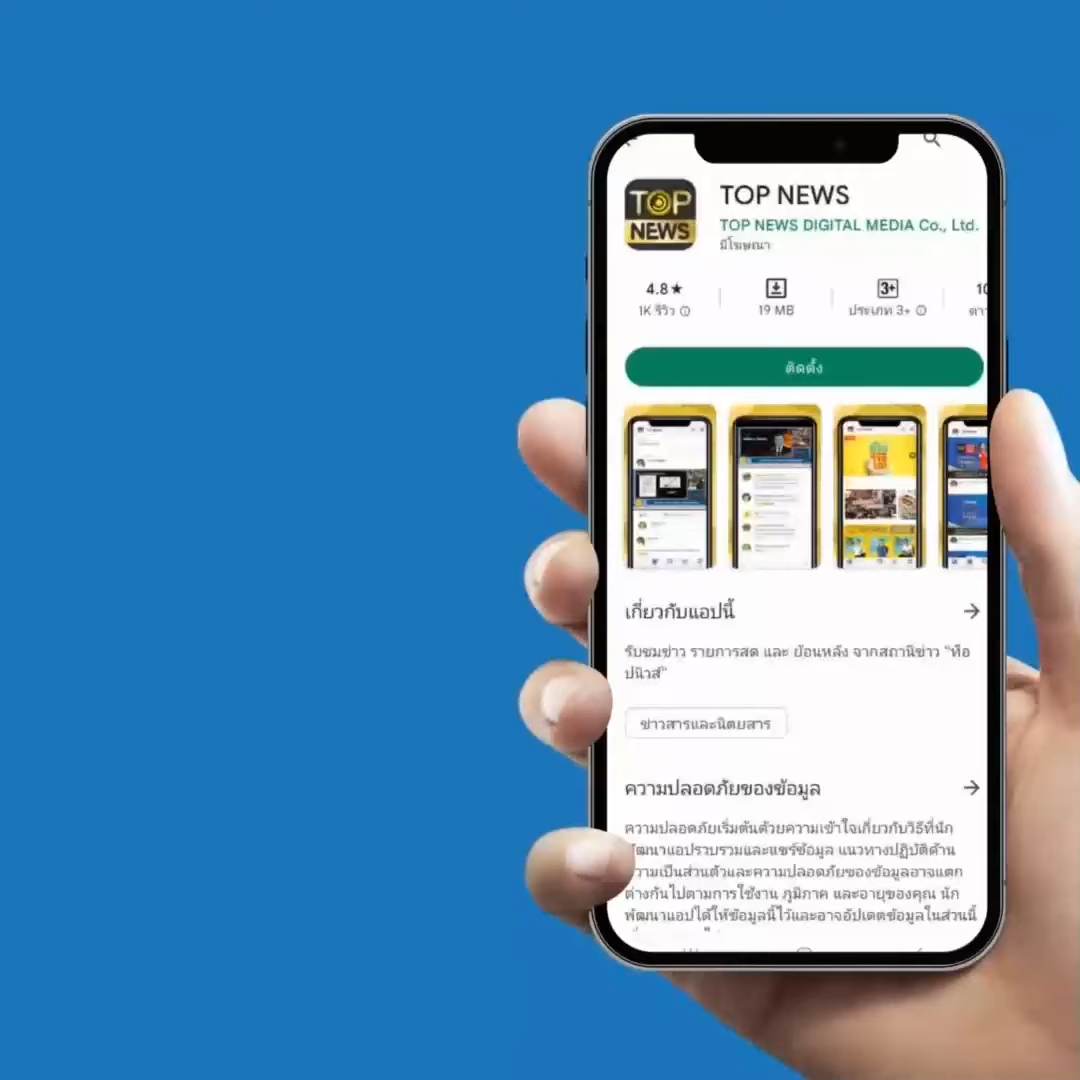 TOP NEWS
TOP NEWS
TOP NEWS DIGITAL MEDIA Co., Ltd.
มีโฆษณา
4.8★
1K รีวิว
19 MB
3+
ประเภท 3+
10
ติดตั้ง
เกี่ยวกับแอปนี้
รับชมข่าว รายการสด และ ย้อนหลัง จากสถานีข่าว "ท็อ
ปนิวส์"
ข่าวสารและนิตยสาร
ความปลอดภัยของข้อมูล
ความปลอดภัยเริ่มต้นด้วยความเข้าใจเกี่ยวกับวิธีที่นัก
พัฒนาแอปรวบรวมและแชร์ข้อมูล แนวทางปฏิบัติด้าน
ความเป็นส่วนตัวและความปลอดภัยของข้อมูลอาจแตก
ต่างกันไปตามการใช้งาน ภูมิภาค และอายุของคุณ นัก
พัฒนาแอปได้ให้ข้อมูลนี้ไว้และอาจอัปเดตข้อมูลในส่วนนี้